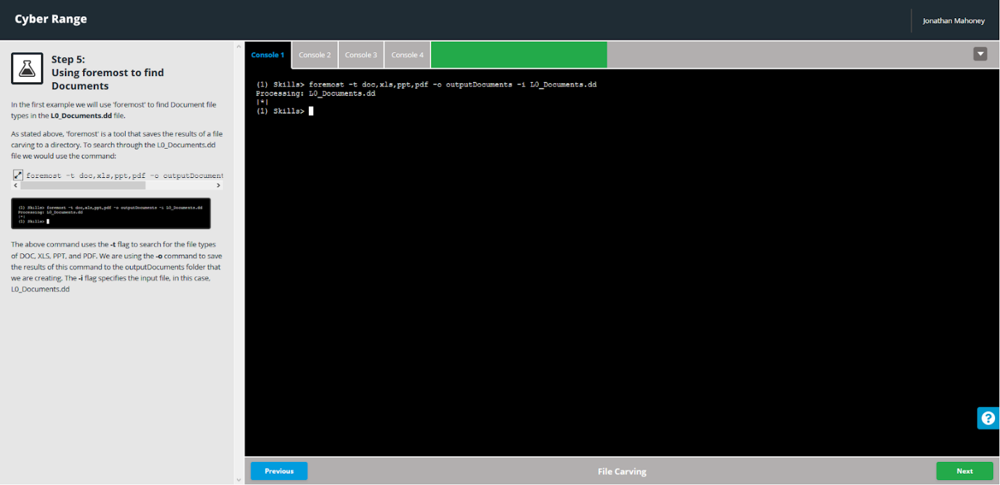 Cyber Range
Jonathan Mahoney
Step 5:
Using foremost to find
Documents
In the first example we will use 'foremost' to find Document file
types in the L0_Documents.dd file.
As stated above, 'foremost' is a tool that saves the results of a file
carving to a directory. To search through the L0_Documents.dd
file we would use the command:
foremost -t doc,xls,ppt,pdf -o outputDocument
(1) Skills> foremost -t doc,xls,ppt,pdf -o outputDocuments -i L0_Documents.dd
Processing: L0_Documents.dd
|*|
(1) Skills>
The above command uses the -t flag to search for the file types
of DOC, XLS, PPT, and PDF. We are using the -o command to save
the results of this command to the outputDocuments folder that
we are creating. The -i flag specifies the input file, in this case,
L0_Documents.dd
Console 1
Console 2
Console 3
Console 4
(1) Skills> foremost -t doc,xls,ppt,pdf -o outputDocuments -i L0_Documents.dd
Processing: L0_Documents.dd
|*|
(1) Skills>
?
Previous
File Carving
Next